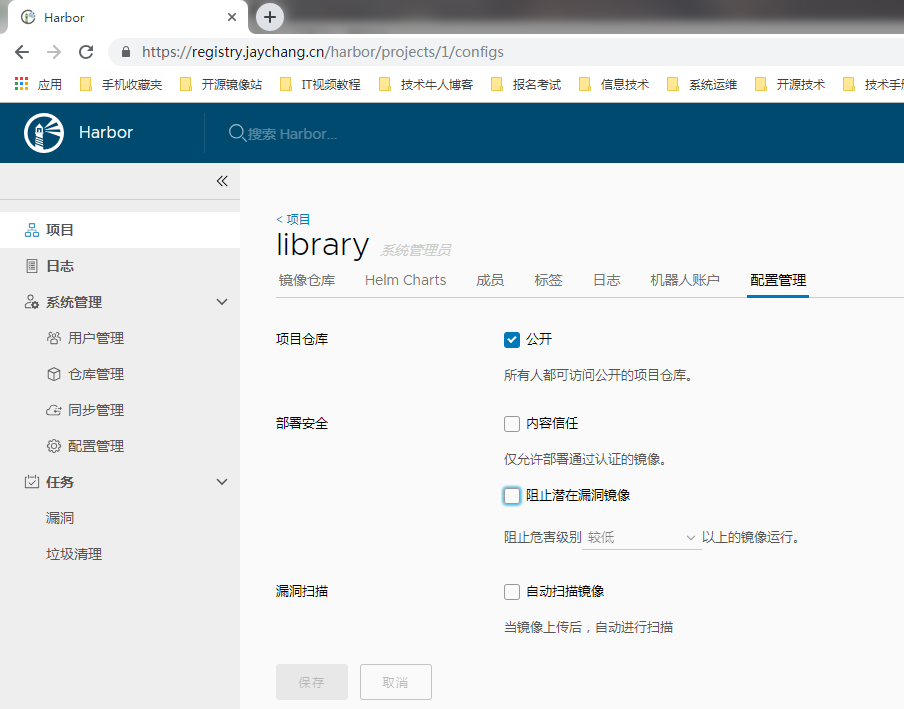 Harbor
https://registry.jaychang.cn/harbor/projects/1/configs
应用 手机收藏夹 开源镜像站 IT视频教程 技术牛人博客 报名考试 信息技术 系统运维 开源技术 技术手
Harbor 搜索 Harbor...
< 项目
library 系统管理员
镜像仓库 Helm Charts 成员 标签 日志 机器人账户 配置管理
项目
日志
系统管理
用户管理
仓库管理
同步管理
配置管理
任务
漏洞
垃圾清理
项目仓库 公开
所有人都可访问公开的项目仓库。
部署安全 内容信任
仅允许部署通过认证的镜像。
阻止潜在漏洞镜像
阻止危害级别 较低 以上的镜像运行。
漏洞扫描 自动扫描镜像
当镜像上传后，自动进行扫描
保存 取消